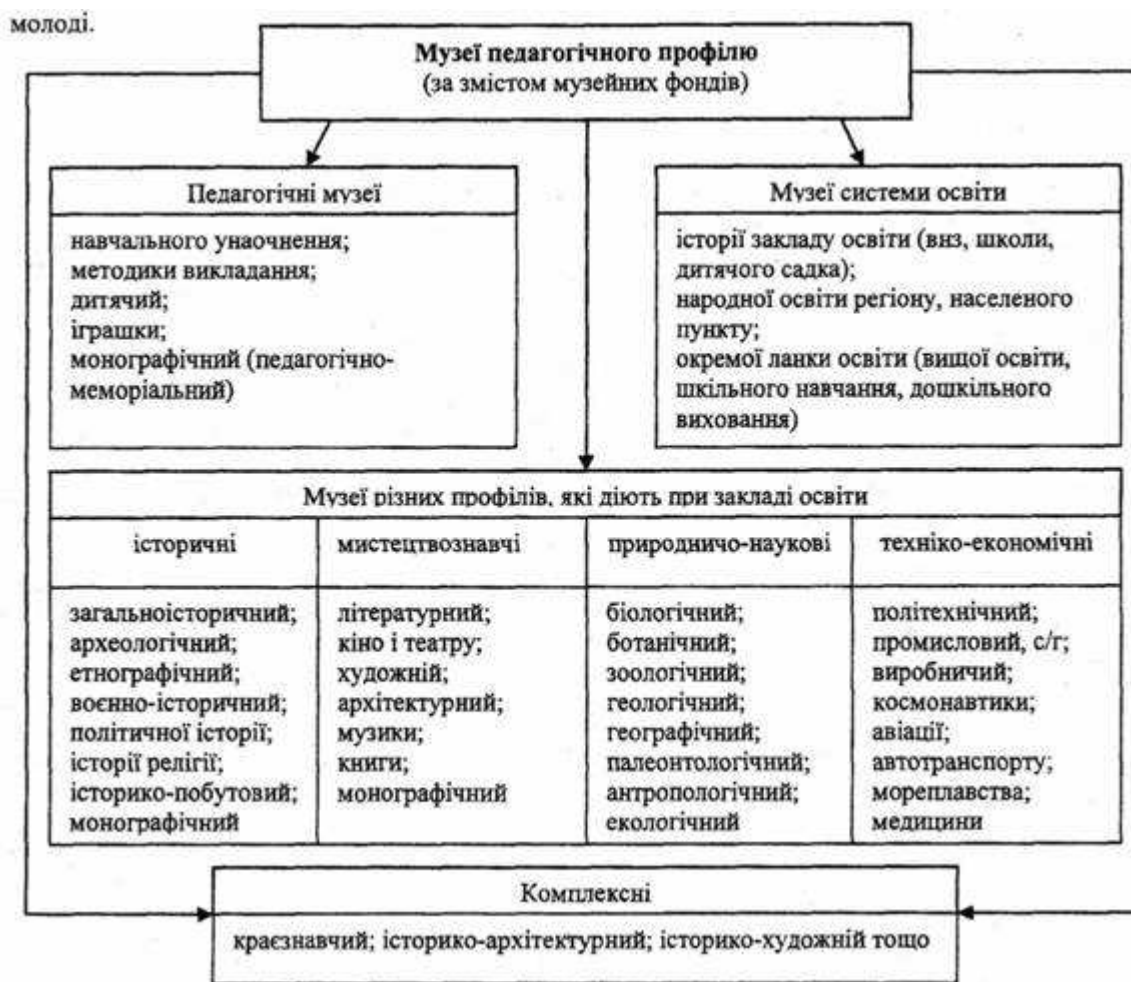 молоді.
Музеї педагогічного профілю
(за змістом музейних фондів)
Педагогічні музеї
навчального унаочнення;
методики викладання;
дитячий;
іграшки;
монографічний (педагогічно-
меморіальний)
Музеї системи освіти
історії закладу освіти (внз, школи,
дитячого садка);
народної освіти регіону, населеного
пункту;
окремої ланки освіти (вищої освіти,
шкільного навчання, дошкільного
виховання)
Музеї різних профілів, які діють при закладі освіти
історичні
загальноісторичний;
археологічний;
етнографічний;
воєнно-історичний;
політичної історії;
історії релігії;
історико-побутовий;
монографічний
мистецтвознавчі
літературний;
кіно і театру;
художній;
архітектурний;
музики;
книги;
монографічний
природничо-наукові
біологічний;
ботанічний;
зоологічний;
геологічний;
географічний;
палеонтологічний;
антропологічний;
екологічний
техніко-економічні
політехнічний;
промисловий, с/г;
виробничий;
космонавтики;
авіації;
автотранспорту;
мореплавства;
медицини
Комплексні
краєзнавчий; історико-архітектурний; історико-художній тощо